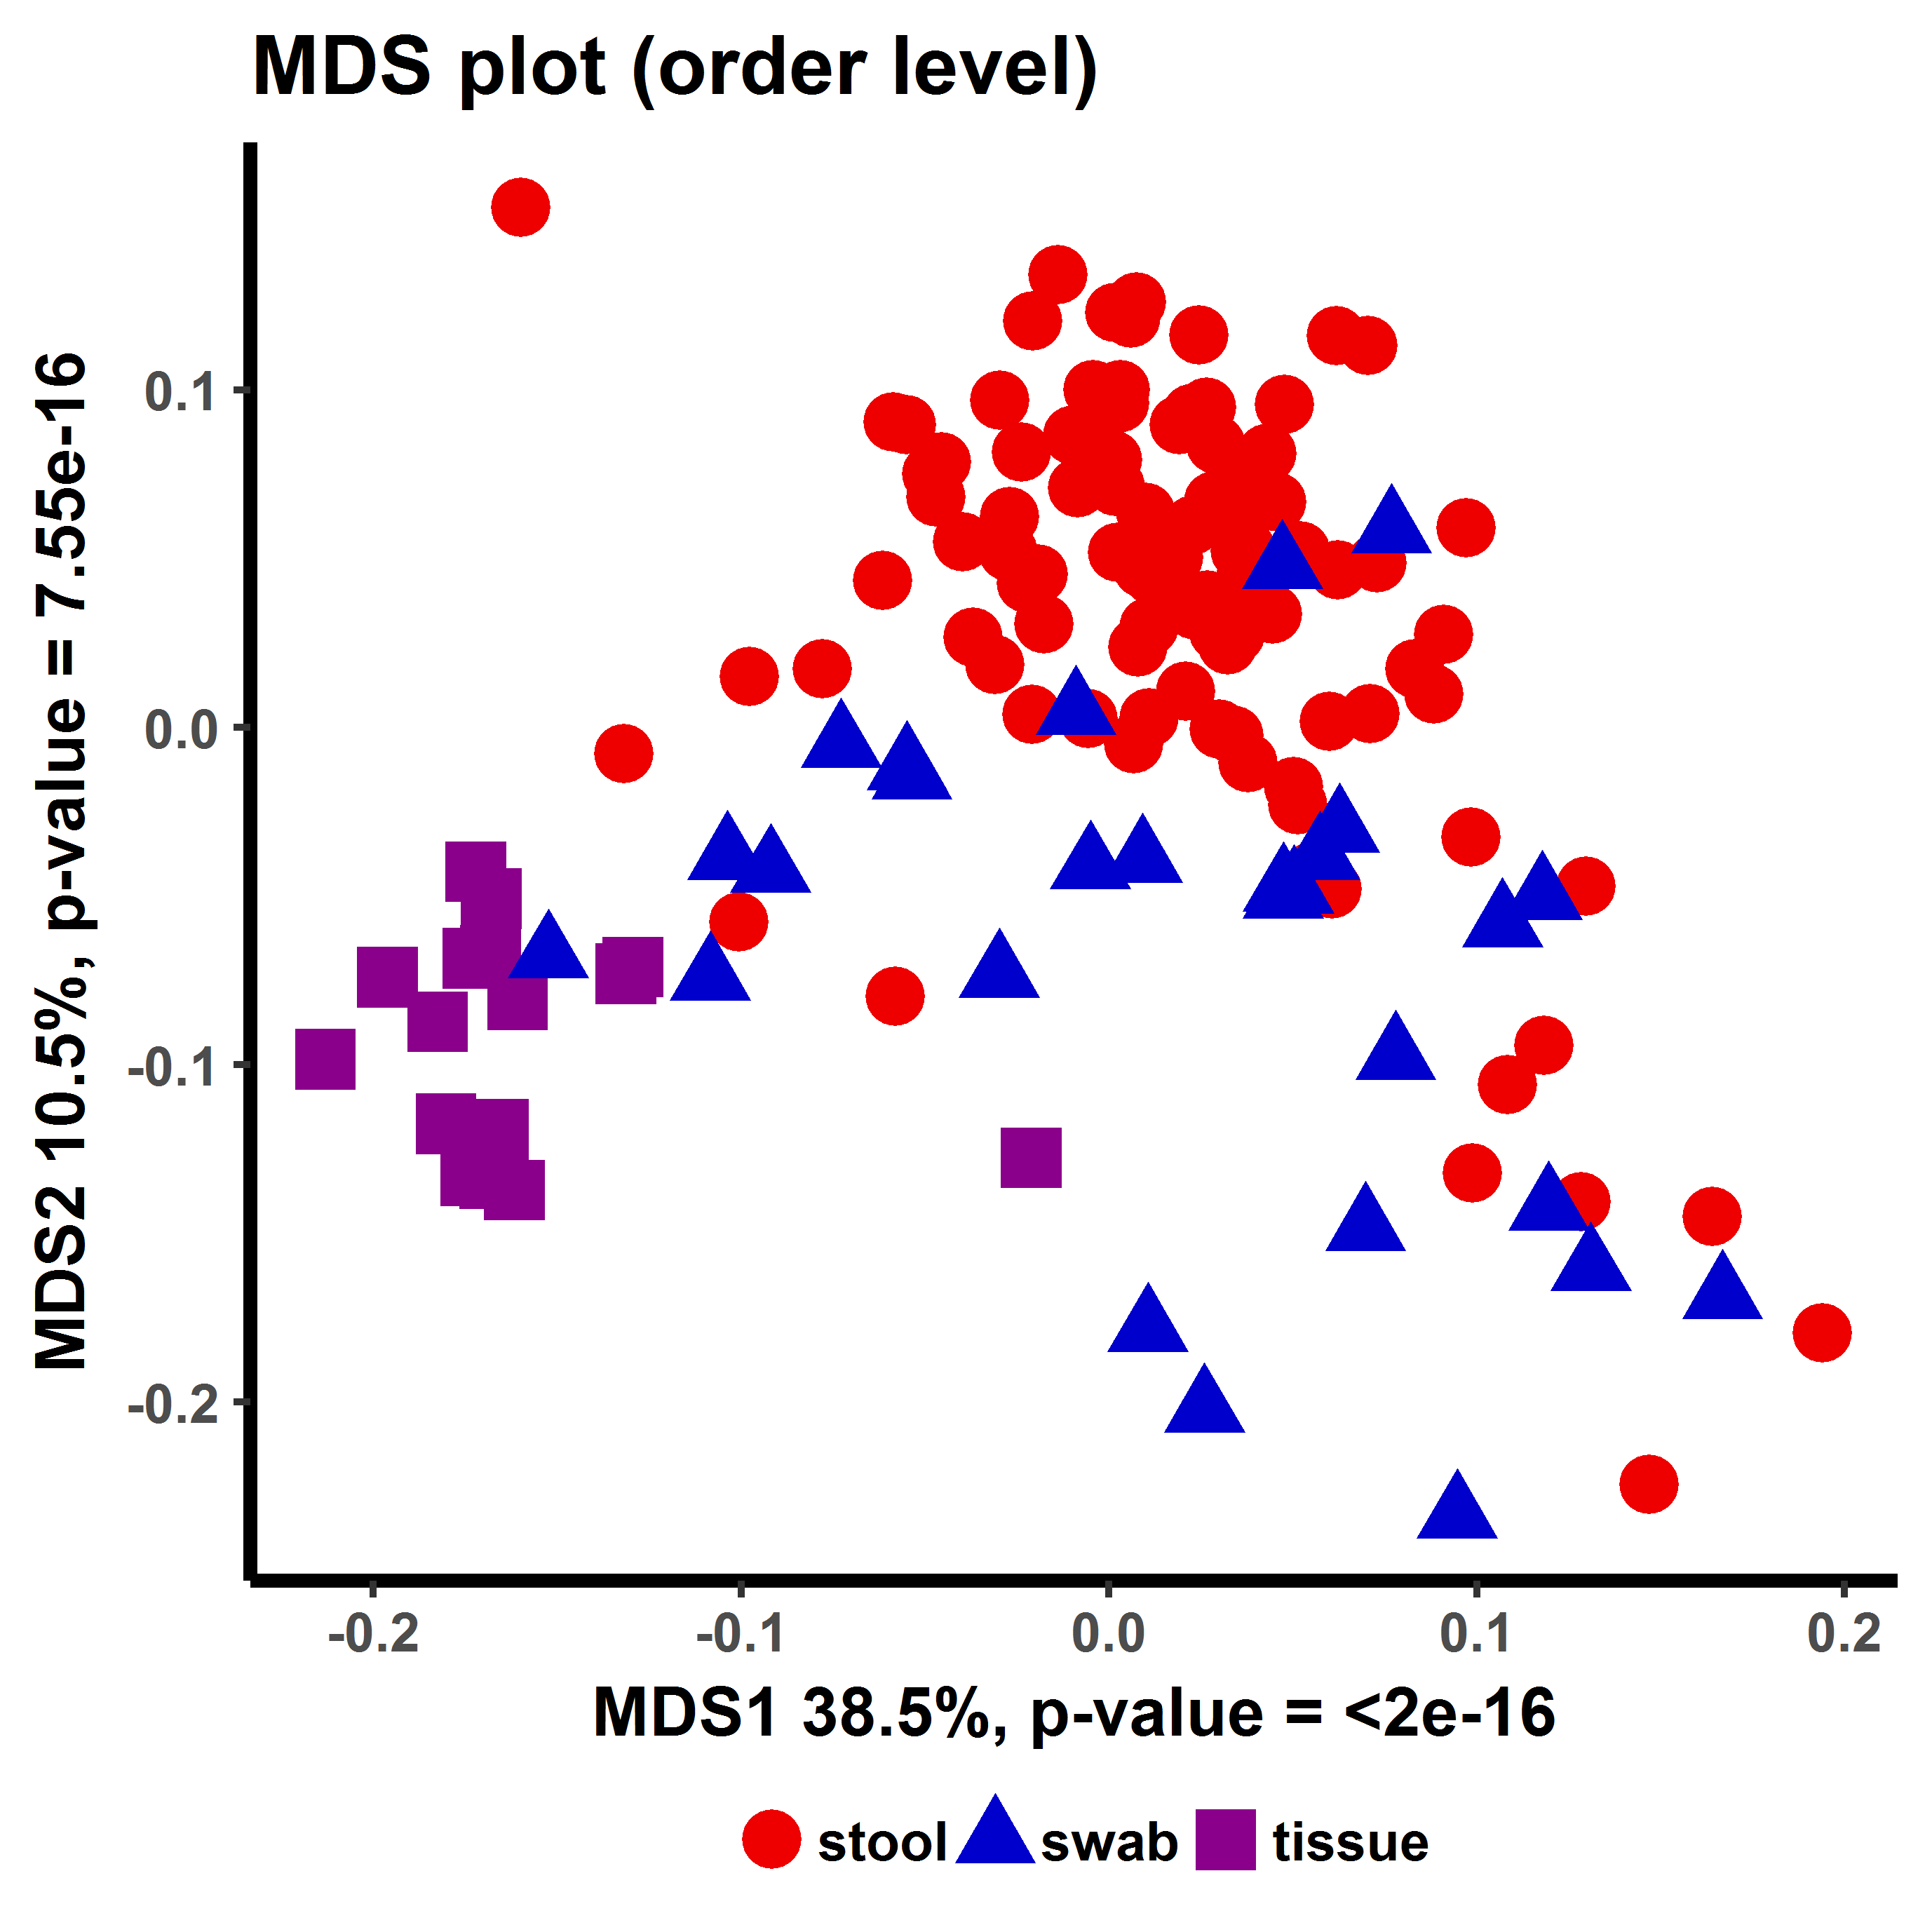 MDS plot (order level)
MDS2 10.5%, p-value = 7.55e-16
0.1
0.0
-0.1
-0.2
-0.2
-0.1
0.0
0.1
0.2
MDS1 38.5%, p-value = <2e-16
stool swab tissue